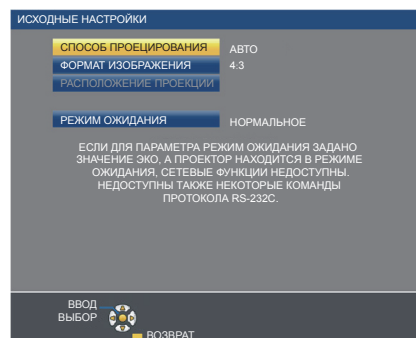 ИСХОДНЫЕ НАСТРОЙКИ
СПОСОБ ПРОЕЦИРОВАНИЯ АВТО
ФОРМАТ ИЗОБРАЖЕНИЯ 4:3
РАСПОЛОЖЕНИЕ ПРОЕКЦИИ
РЕЖИМ ОЖИДАНИЯ НОРМАЛЬНОЕ
ЕСЛИ ДЛЯ ПАРАМЕТРА РЕЖИМ ОЖИДАНИЯ ЗАДАНО
ЗНАЧЕНИЕ ЭКО, А ПРОЕКТОР НАХОДИТСЯ В РЕЖИМЕ
ОЖИДАНИЯ, СЕТЕВЫЕ ФУНКЦИИ НЕДОСТУПНЫ.
НЕДОСТУПНЫ ТАКЖЕ НЕКОТОРЫЕ КОМАНДЫ
ПРОТОКОЛА RS-232C.
ВВОД
ВЫБОР
ВОЗВРАТ